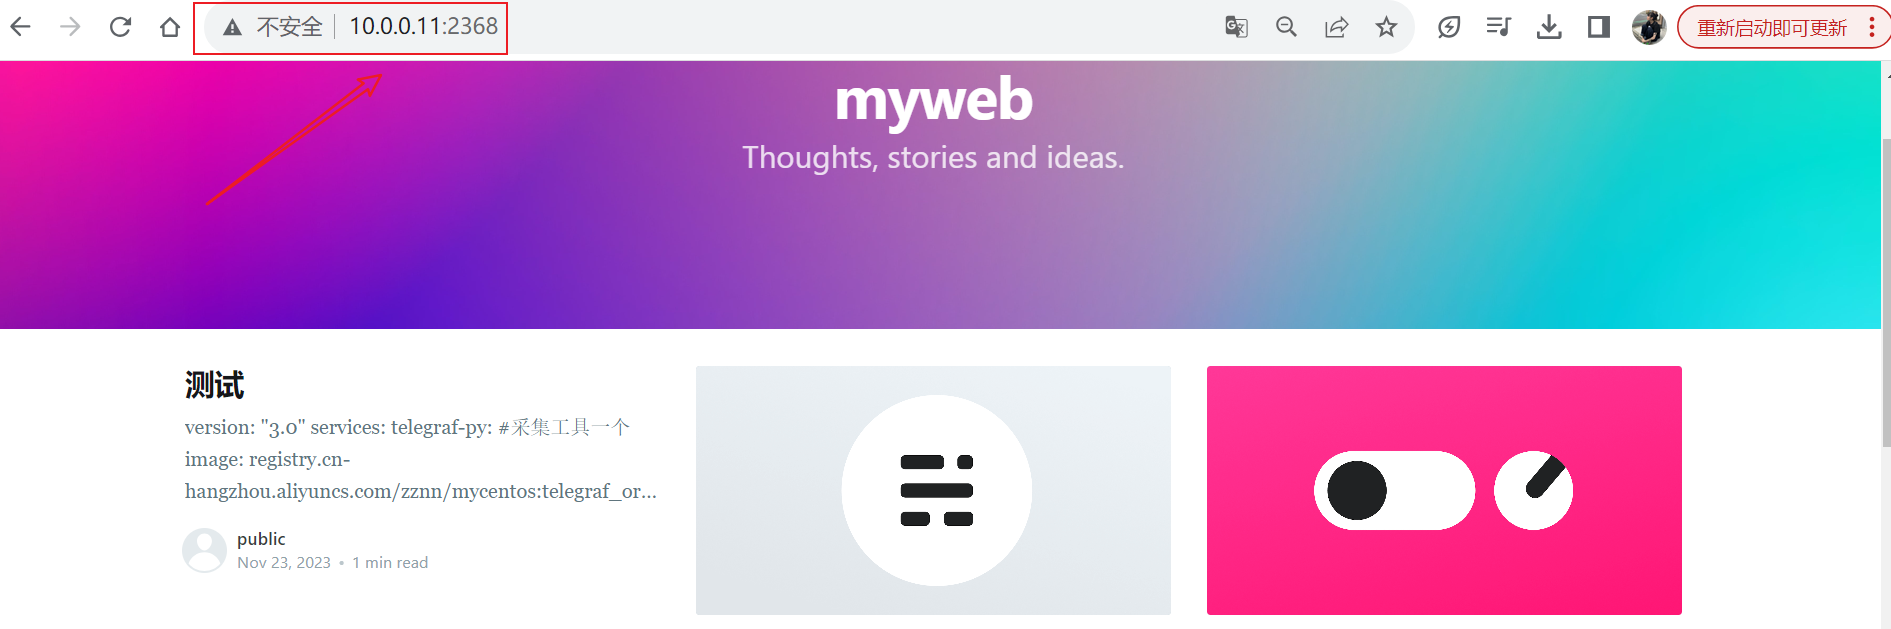 不安全 10.0.0.11:2368
重新启动即可更新
myweb
Thoughts, stories and ideas.
测试
version: "3.0" services: telegraf-py: #采集工具一个
image: registry.cn-
hangzhou.aliyuncs.com/zznn/mycentos:telegraf_or...
public
Nov 23, 2023 • 1 min read